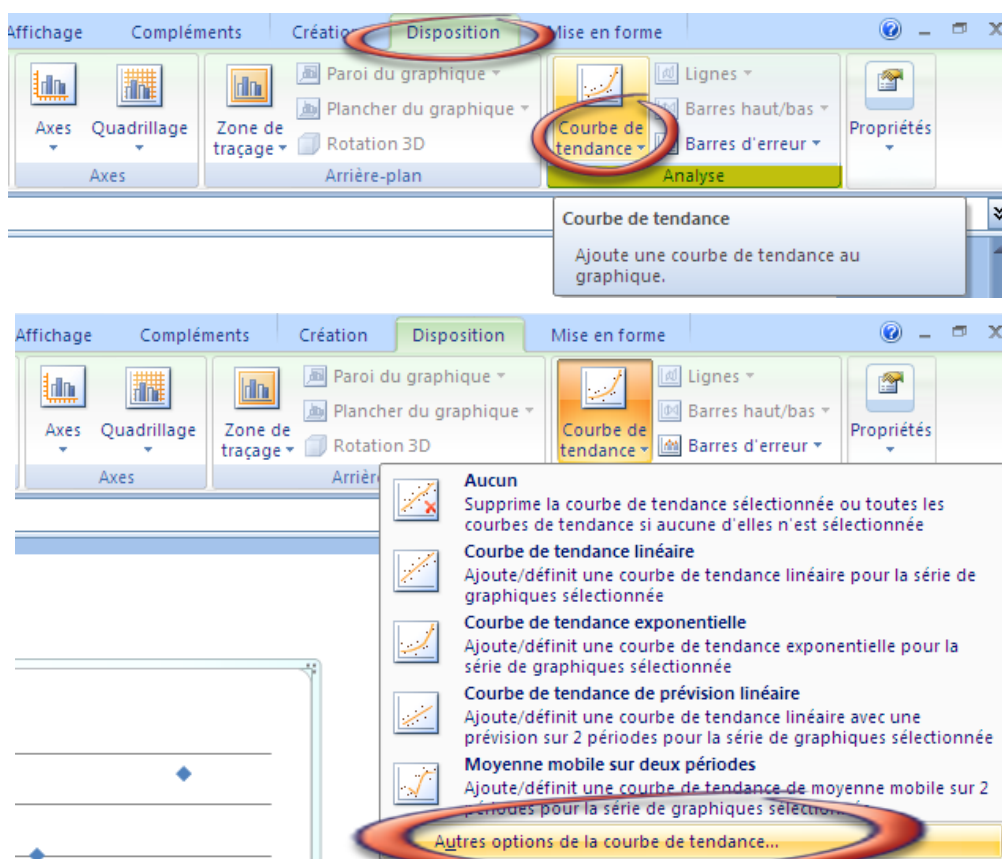 Affichage Compléments Création Disposition Mise en forme
Paroi du graphique Lignes
Plancher du graphique Barres haut/bas
Axes Quadrillage Zone de traçage Rotation 3D Courbe de tendance Barres d'erreur Propriétés
Axes Arrière-plan Analyse
Courbe de tendance
Ajoute une courbe de tendance au
graphique.
Affichage Compléments Création Disposition Mise en forme
Paroi du graphique Lignes
Plancher du graphique Barres haut/bas
Axes Quadrillage Zone de traçage Rotation 3D Courbe de tendance Barres d'erreur Propriétés
Axes Arrièr
Aucun
Supprime la courbe de tendance sélectionnée ou toutes les
courbes de tendance si aucune d'elles n'est sélectionnée
Courbe de tendance linéaire
Ajoute/définit une courbe de tendance linéaire pour la série de
graphiques sélectionnée
Courbe de tendance exponentielle
Ajoute/définit une courbe de tendance exponentielle pour la
série de graphiques sélectionnée
Courbe de tendance de prévision linéaire
Ajoute/définit une courbe de tendance linéaire avec une
prévision sur 2 périodes pour la série de graphiques sélectionnée
Moyenne mobile sur deux périodes
Ajoute/définit une courbe de tendance de moyenne mobile sur 2
périodes pour la série de graphiques sélectionnée
Autres options de la courbe de tendance...